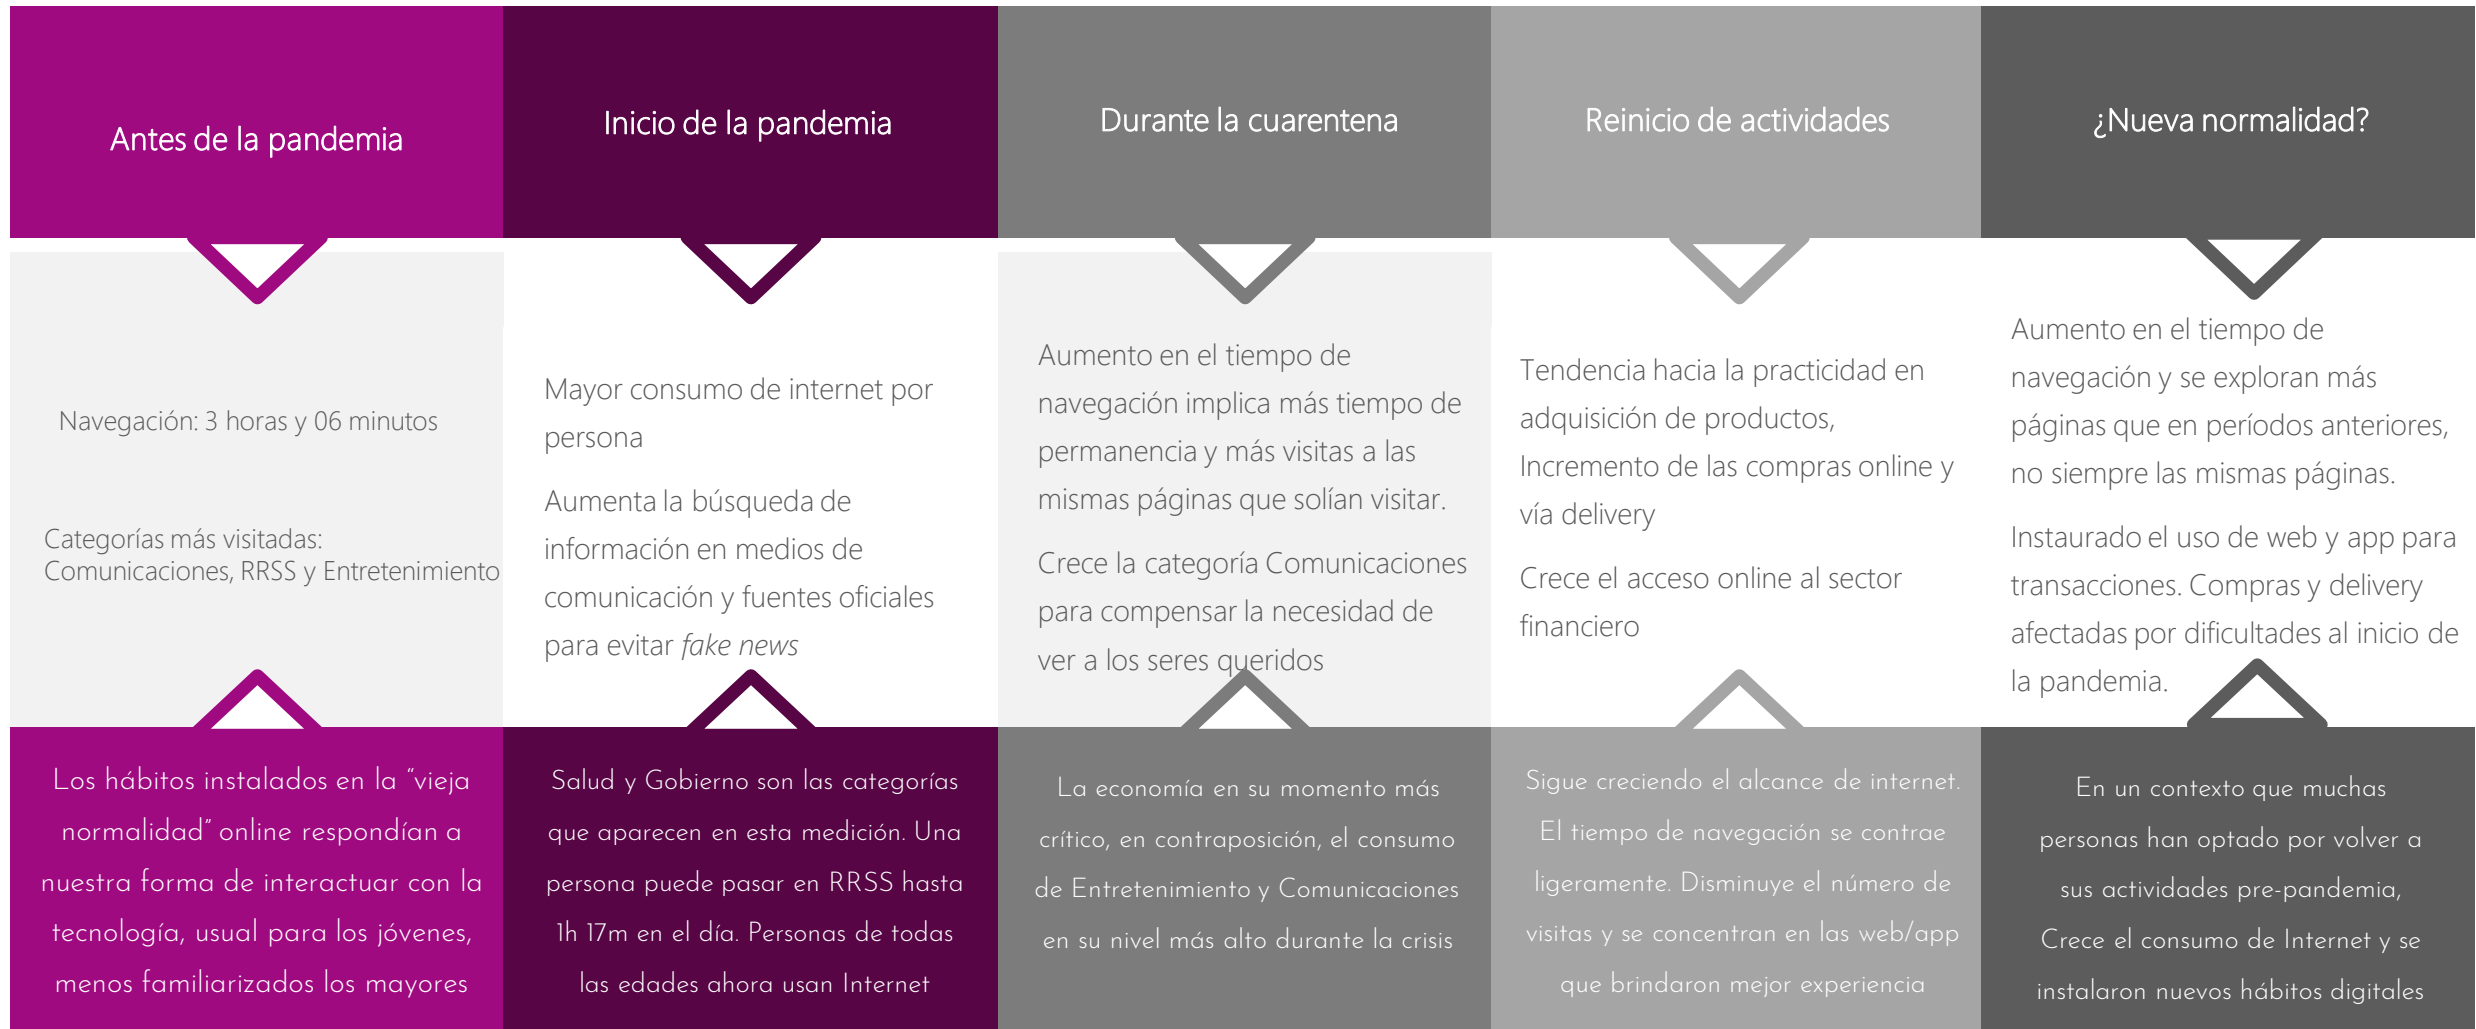 Antes de la pandemia
Inicio de la pandemia
Durante la cuarentena
Reinicio de actividades
¿Nueva normalidad?
Navegación: 3 horas y 06 minutos
Categorías más visitadas:
Comunicaciones, RRSS y Entretenimiento
Mayor consumo de internet por
persona
Aumenta la búsqueda de
información en medios de
comunicación y fuentes oficiales
para evitar fake news
Aumento en el tiempo de
navegación implica más tiempo de
permanencia y más visitas a las
mismas páginas que solían visitar.
Crece la categoría Comunicaciones
para compensar la necesidad de
ver a los seres queridos
Tendencia hacia la practicidad en
adquisición de productos,
Incremento de las compras online y
vía delivery
Crece el acceso online al sector
financiero
Aumento en el tiempo de
navegación y se exploran más
páginas que en períodos anteriores,
no siempre las mismas páginas.
Instaurado el uso de web y app para
transacciones. Compras y delivery
afectadas por dificultades al inicio de
la pandemia.
Los hábitos instalados en la "vieja
normalidad" online respondían a
nuestra forma de interactuar con la
tecnología, usual para los jóvenes,
menos familiarizados los mayores
Salud y Gobierno son las categorías
que aparecen en esta medición. Una
persona puede pasar en RRSS hasta
1h 17m en el día. Personas de todas
las edades ahora usan Internet
La economía en su momento más
crítico, en contraposición, el consumo
de Entretenimiento y Comunicaciones
en su nivel más alto durante la crisis
Sigue creciendo el alcance de internet.
El tiempo de navegación se contrae
ligeramente. Disminuye el número de
visitas y se concentran en las web/app
que brindaron mejor experiencia
En un contexto que muchas
personas han optado por volver a
sus actividades pre-pandemia,
Crece el consumo de Internet y se
instalaron nuevos hábitos digitales